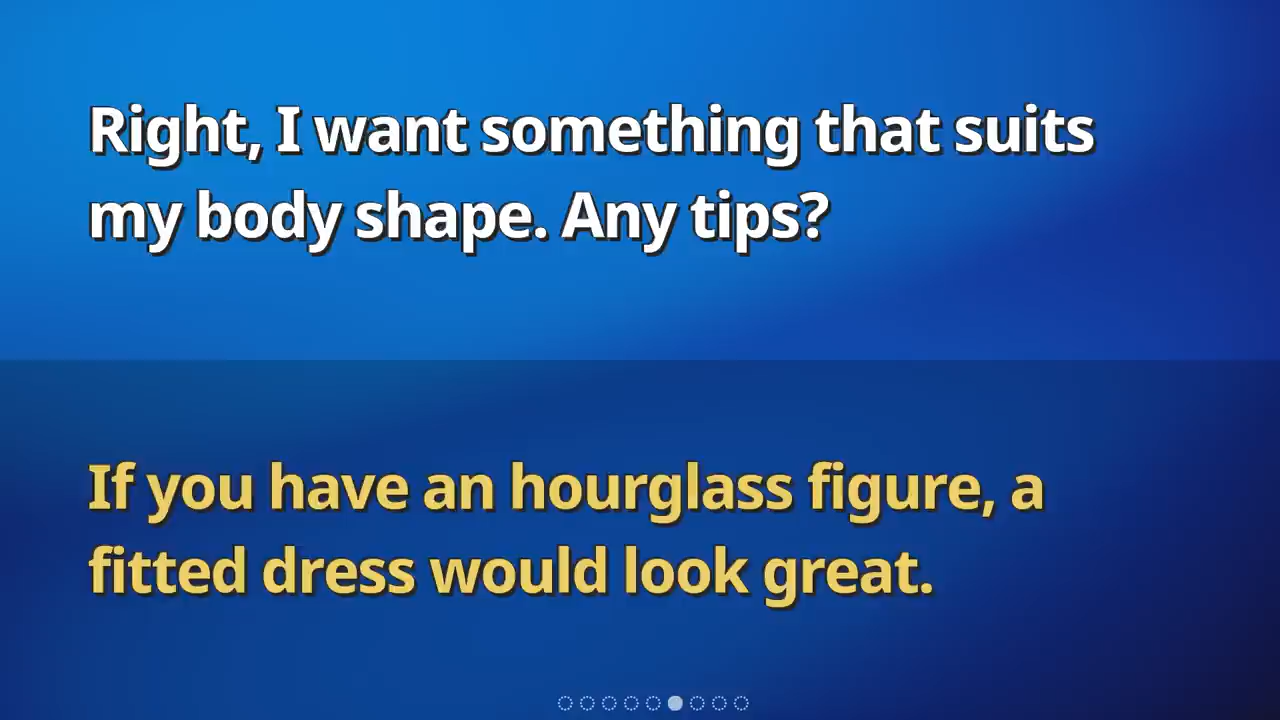 Right, I want something that suits
my body shape. Any tips?
If you have an hourglass figure, a
fitted dress would look great.